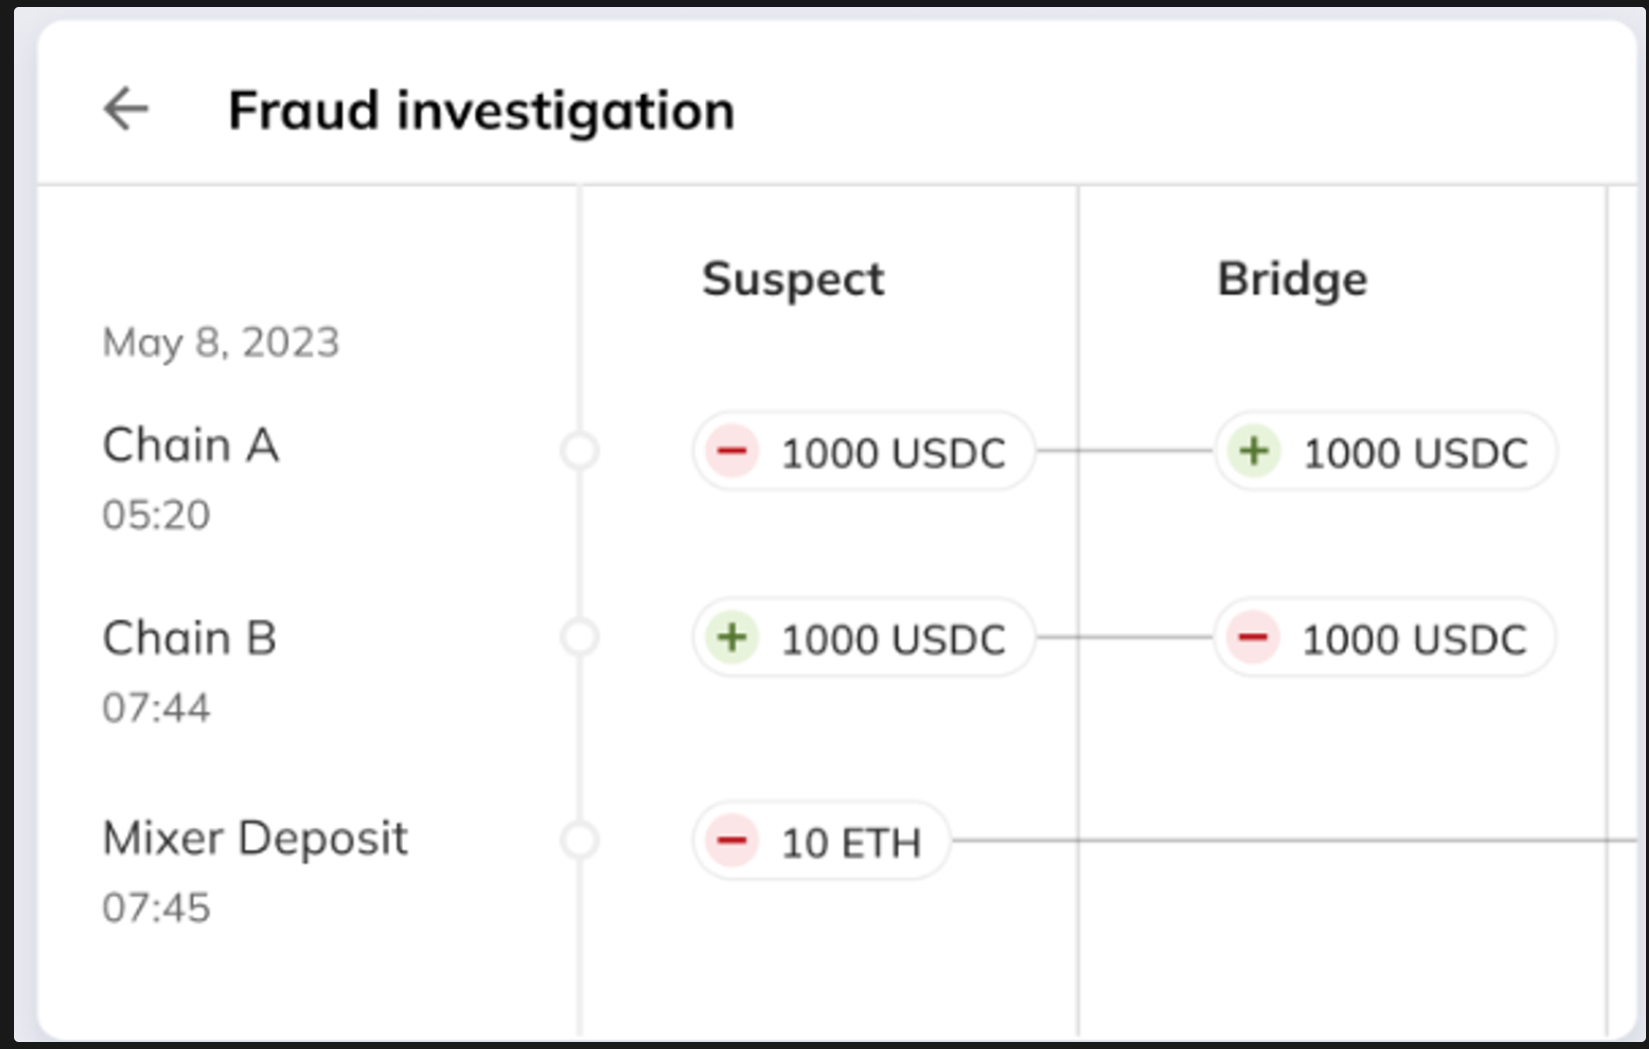 Fraud investigation
Suspect
Bridge
May 8, 2023
Chain A
05:20
− 1000 USDC
+ 1000 USDC
Chain B
07:44
+ 1000 USDC
− 1000 USDC
Mixer Deposit
07:45
− 10 ETH